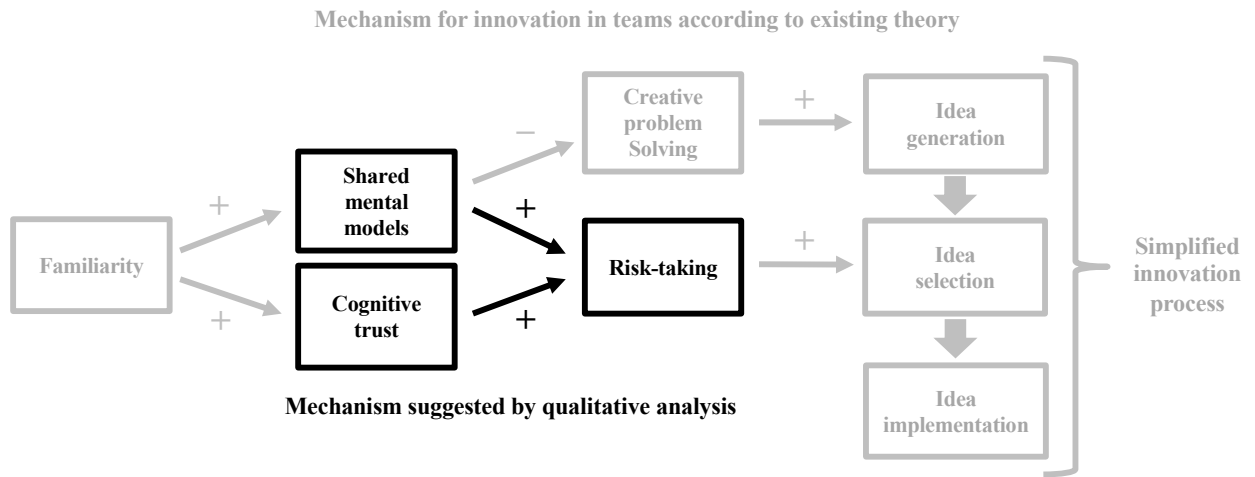 Mechanism for innovation in teams according to existing theory
Familiarity
+
+
Shared
mental
models
Cognitive
trust
−
+
+
Creative
problem
Solving
Risk-taking
+
+
Idea
generation
Idea
selection
Idea
implementation
Simplified
innovation
process
Mechanism suggested by qualitative analysis